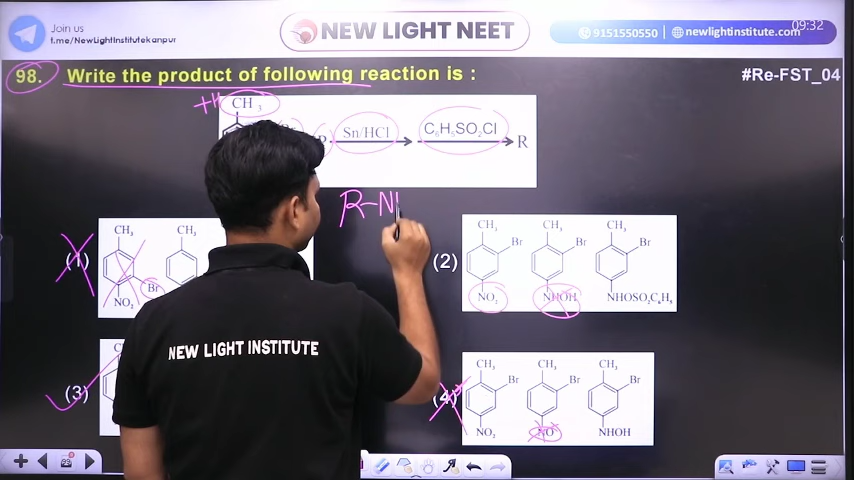 Join us
t.me/NewLightInstitutekanpur
NEW LIGHT NEET
9151550550 | newlightinstitute.com
09:32
98. Write the product of following reaction is :
#Re-FST_04
+H
CH3
Sn/HCl
C6H5SO2Cl
R
R-N
(1)
CH3
CH3
Br
NO2
(2)
CH3
CH3
CH3
Br
Br
Br
NO2
NHOH
NHOSO2C6H5
NEW LIGHT INSTITUTE
(3)
(4)
CH3
CH3
CH3
Br
Br
Br
NO2
NO
NHOH